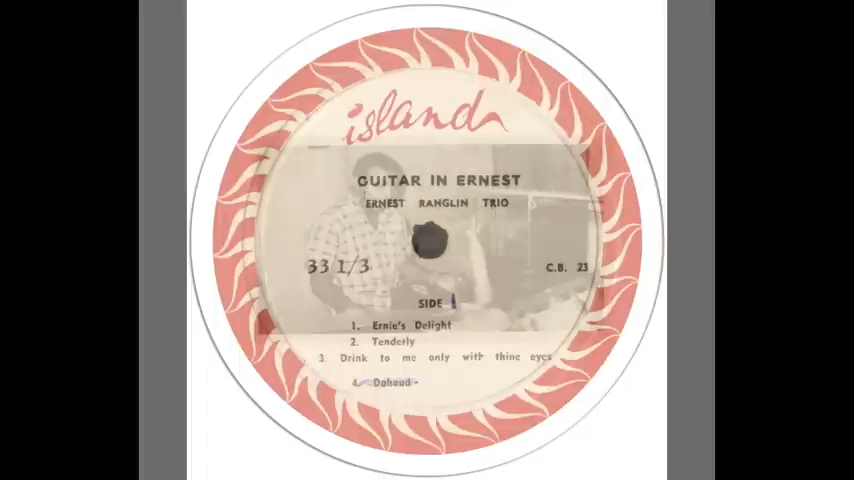 island
GUITAR IN ERNEST
ERNEST RANGLIN TRIO
33 1/3
C.B. 23
SIDE 1
1. Ernie's Delight
2. Tenderly
3. Drink to me only with thine eyes
4. Dahoud -